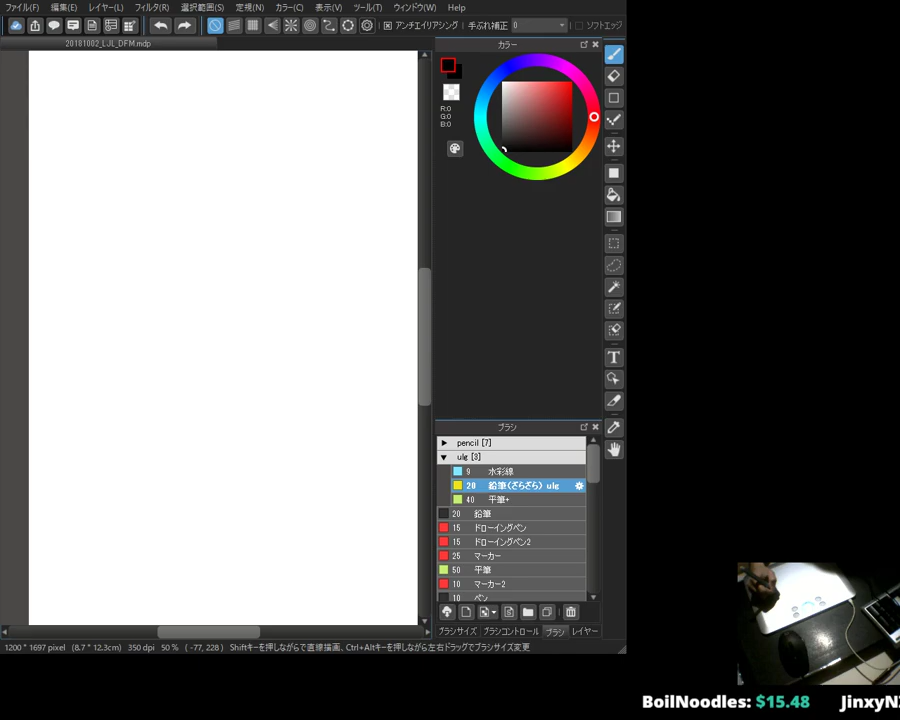 ファイル(F) 編集(E) レイヤー(L) フィルタ(R) 選択範囲(S) 定規(N) カラー(C) 表示(V) ツール(T) ウィンドウ(W) Help
アンチエイリアシング 手ぶれ補正 0 ソフトエッジ
20181002_LJL_DFM.mdp
カラー
R:0
G:0
B:0
ブラシ
pencil [7]
ulg [3]
9 水彩線
20 鉛筆(ざらざら) ulg
40 平筆+
20 鉛筆
15 ドローイングペン
15 ドローイングペン2
25 マーカー
50 平筆
10 マーカー2
10 ペン
ブラシサイズ ブラシコントロール ブラシ レイヤー
1200 * 1697 pixel (8.7 * 12.3cm) 350 dpi 50 % ( -77, 228 ) Shiftキーを押しながらで直線描画、Ctrl+Altキーを押しながら左右ドラッグでブラシサイズ変更
BoilNoodles: $15.48 JinxyN